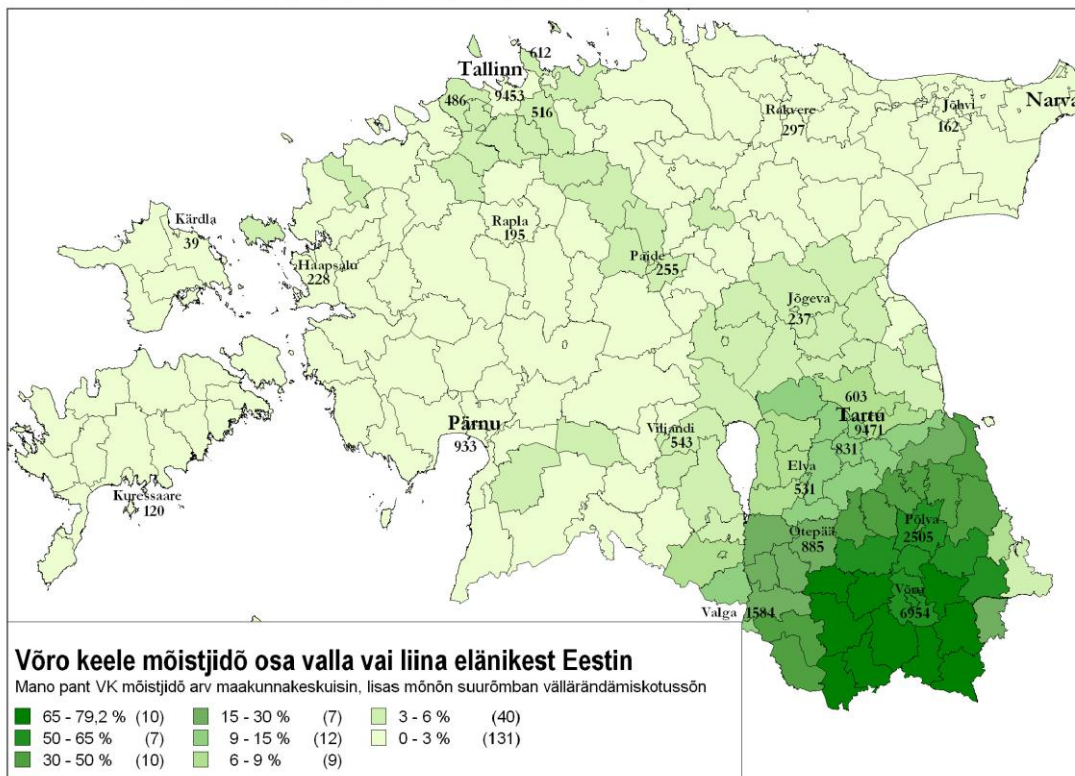 612
Tallinn
9453
486
516
Rakvere
297
Jõhvi
162
Narva
Kärdla
39
Rapla
195
Haapsalu
228
Paide
255
Jõgeva
237
603
Tartu
9471
831
Pärnu
933
Viljandi
543
Elva
531
Kuressaare
120
Otepää
885
Põlva
2505
Valga 1584
Võru
6954
Võro keele mõistjidõ osa valla vai liina elänikest Eestin
Mano pant VK mõistjidõ arv maakunnakeskuisin, lisas mõnõn suurõmban vällärändämiskotussõn
65 - 79,2 % (10) 15 - 30 % (7) 3 - 6 % (40)
50 - 65 % (7) 9 - 15 % (12) 0 - 3 % (131)
30 - 50 % (10) 6 - 9 % (9)